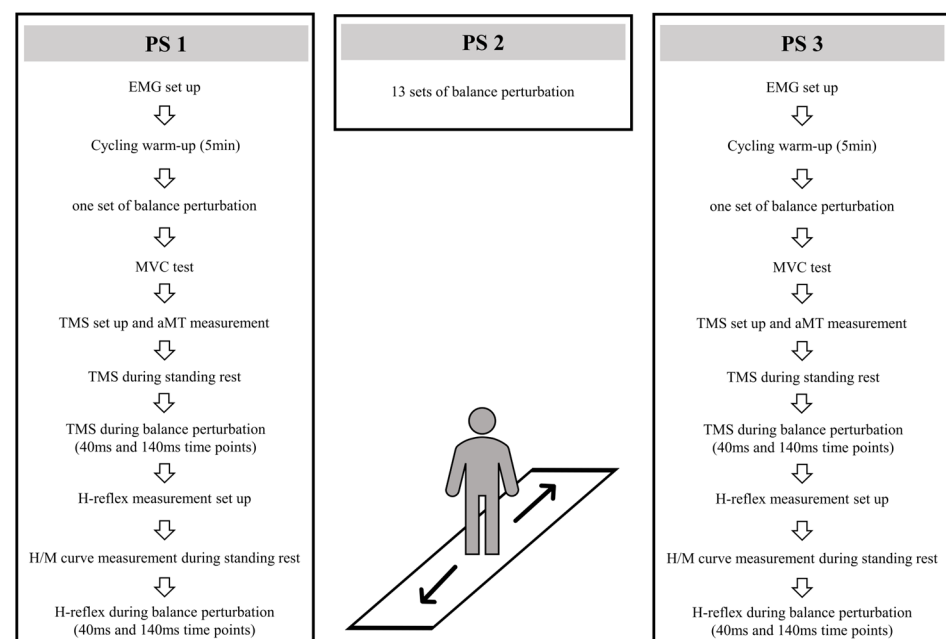 PS 1
EMG set up
Cycling warm-up (5min)
one set of balance perturbation
MVC test
TMS set up and aMT measurement
TMS during standing rest
TMS during balance perturbation
(40ms and 140ms time points)
H-reflex measurement set up
H/M curve measurement during standing rest
H-reflex during balance perturbation
(40ms and 140ms time points)
PS 2
13 sets of balance perturbation
PS 3
EMG set up
Cycling warm-up (5min)
one set of balance perturbation
MVC test
TMS set up and aMT measurement
TMS during standing rest
TMS during balance perturbation
(40ms and 140ms time points)
H-reflex measurement set up
H/M curve measurement during standing rest
H-reflex during balance perturbation
(40ms and 140ms time points)